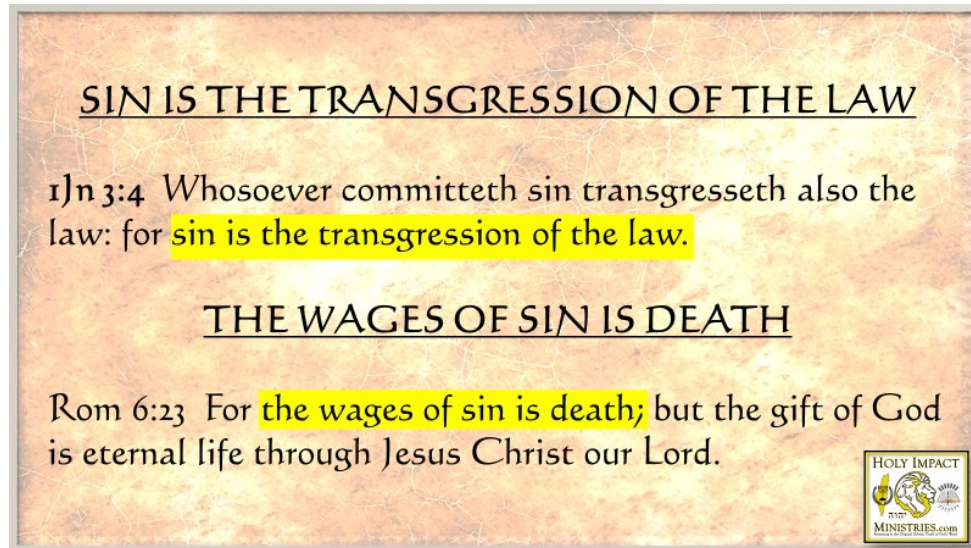 SIN IS THE TRANSGRESSION OF THE LAW
1Jn 3:4 Whosoever committeth sin transgresseth also the
law: for sin is the transgression of the law.
THE WAGES OF SIN IS DEATH
Rom 6:23 For the wages of sin is death; but the gift of God
is eternal life through Jesus Christ our Lord.
HOLY IMPACT
יהוה
MINISTRIES.com